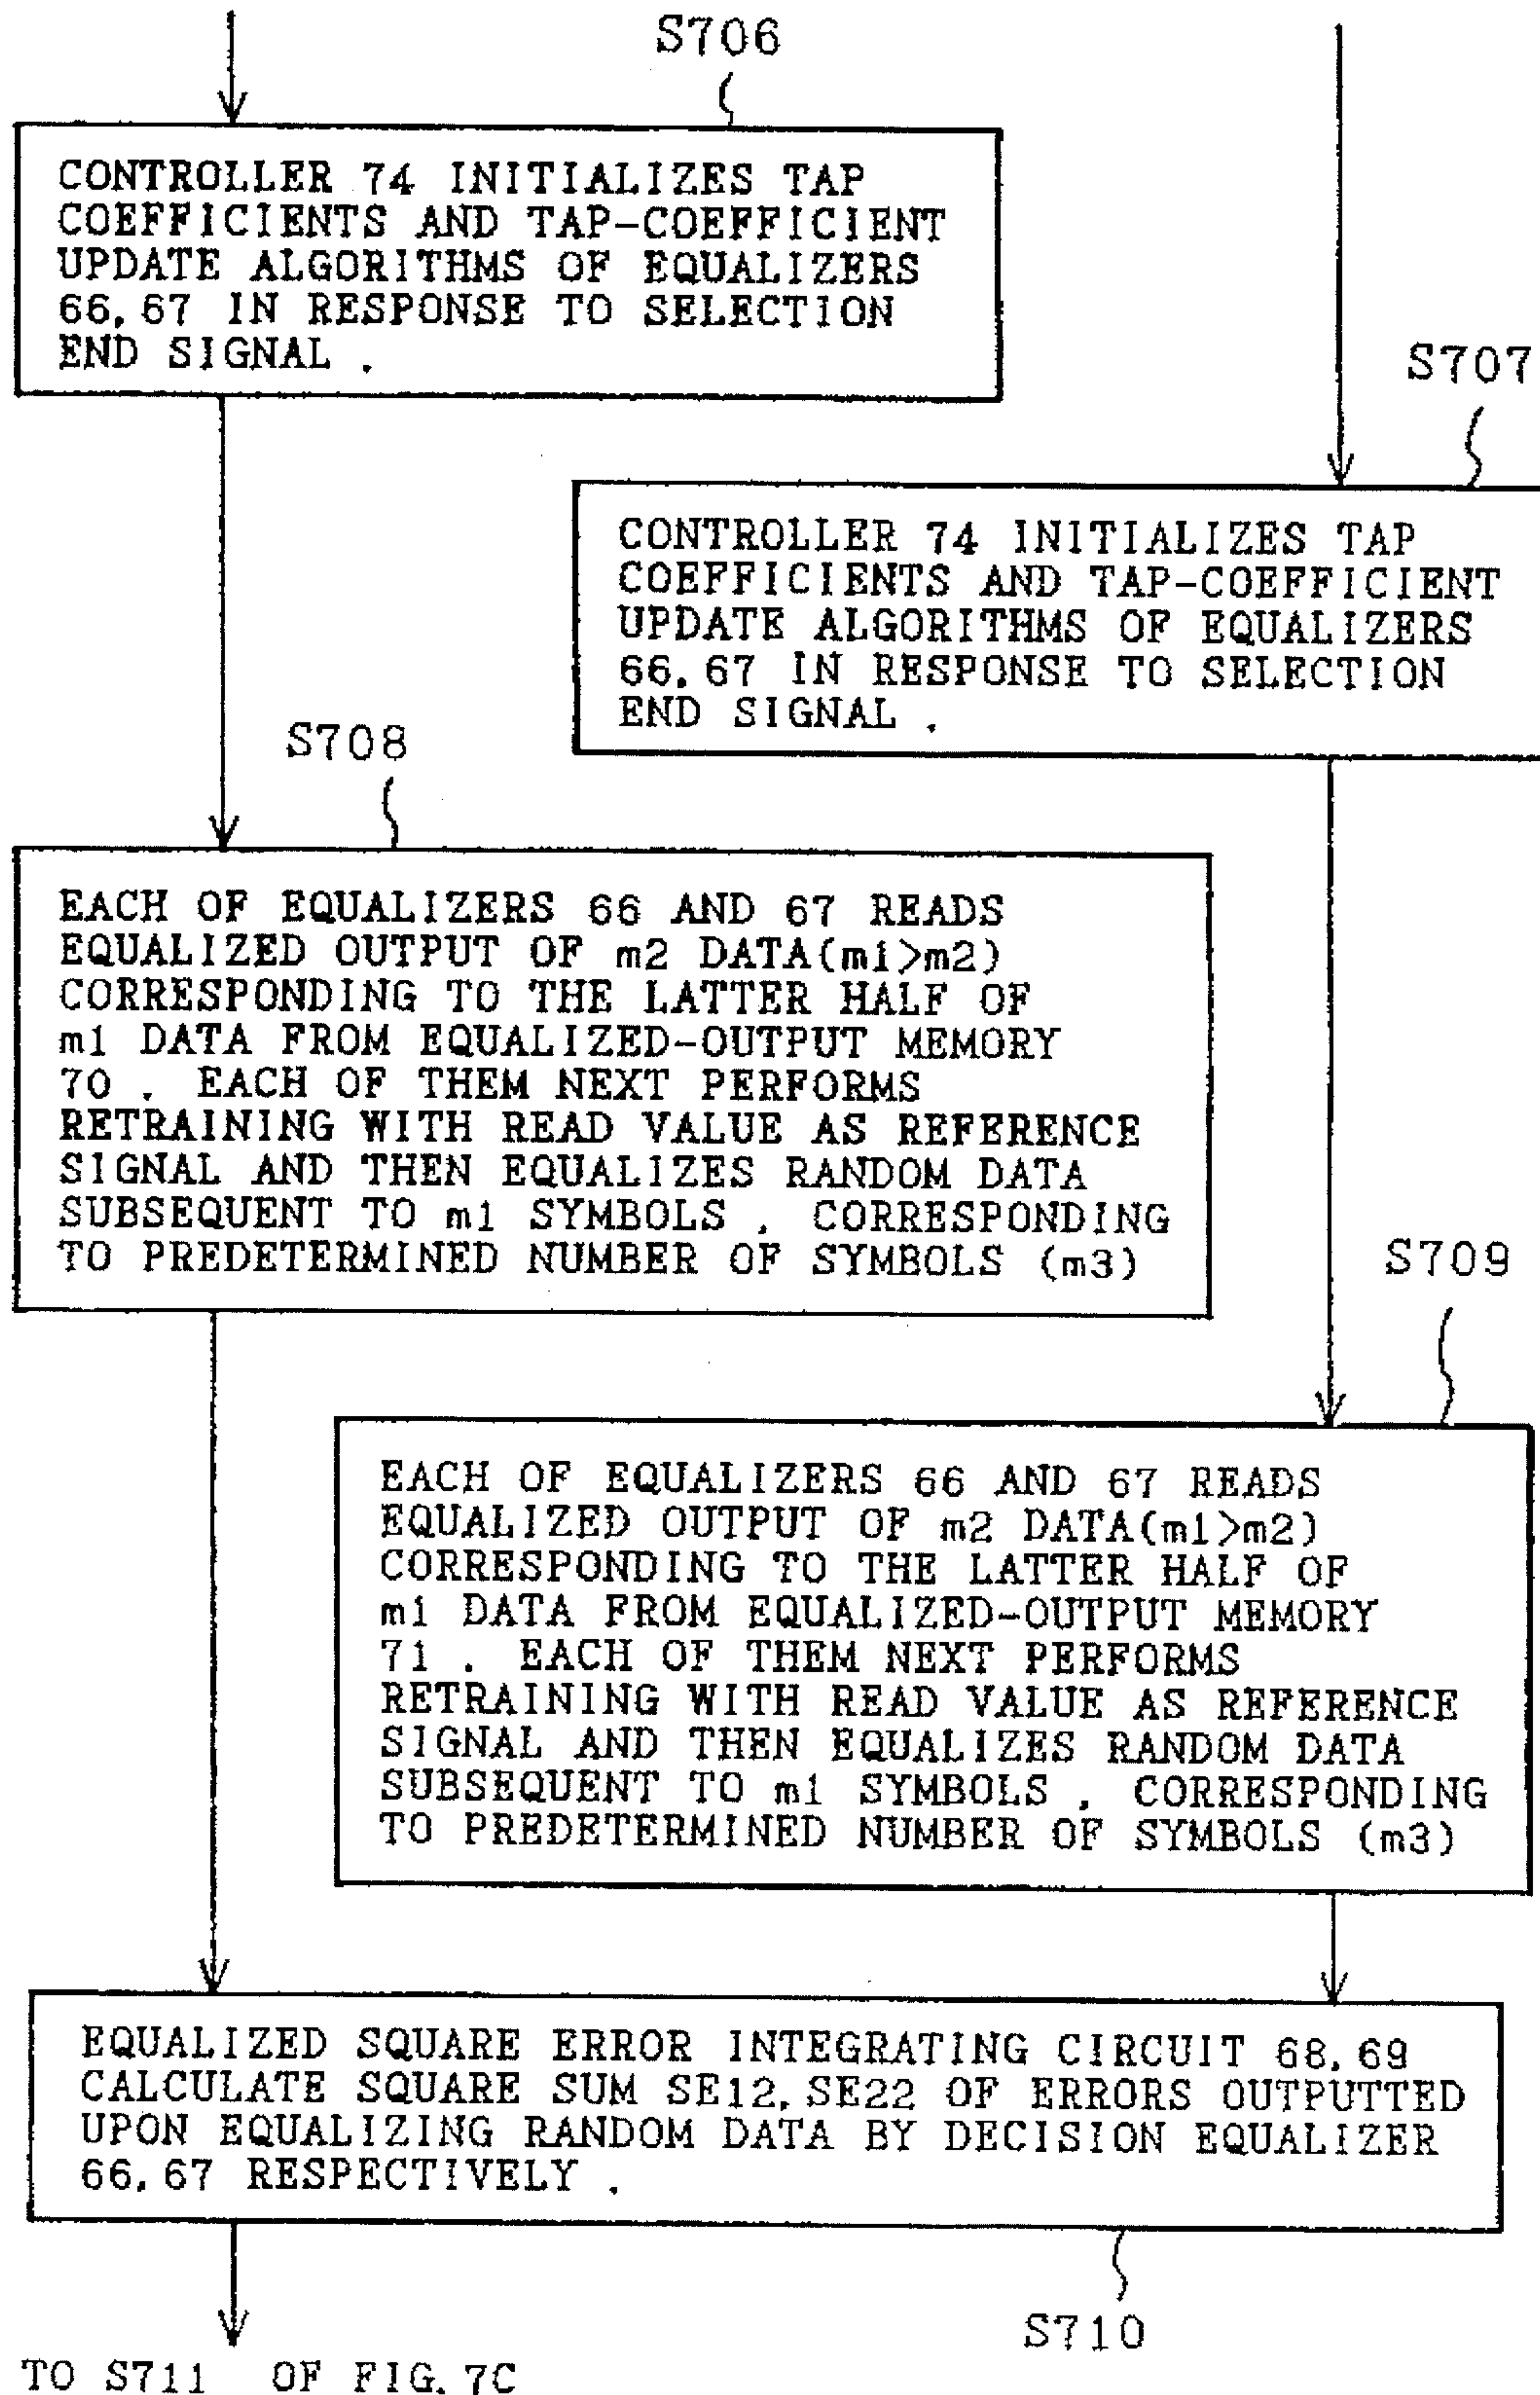 S706
CONTROLLER 74 INITIALIZES TAP
COEFFICIENTS AND TAP-COEFFICIENT
UPDATE ALGORITHMS OF EQUALIZERS
66, 67 IN RESPONSE TO SELECTION
END SIGNAL .
S707
CONTROLLER 74 INITIALIZES TAP
COEFFICIENTS AND TAP-COEFFICIENT
UPDATE ALGORITHMS OF EQUALIZERS
66, 67 IN RESPONSE TO SELECTION
END SIGNAL .
S708
EACH OF EQUALIZERS 66 AND 67 READS
EQUALIZED OUTPUT OF m2 DATA(m1>m2)
CORRESPONDING TO THE LATTER HALF OF
m1 DATA FROM EQUALIZED-OUTPUT MEMORY
70 . EACH OF THEM NEXT PERFORMS
RETRAINING WITH READ VALUE AS REFERENCE
SIGNAL AND THEN EQUALIZES RANDOM DATA
SUBSEQUENT TO m1 SYMBOLS , CORRESPONDING
TO PREDETERMINED NUMBER OF SYMBOLS (m3)
S709
EACH OF EQUALIZERS 66 AND 67 READS
EQUALIZED OUTPUT OF m2 DATA(m1>m2)
CORRESPONDING TO THE LATTER HALF OF
m1 DATA FROM EQUALIZED-OUTPUT MEMORY
71 . EACH OF THEM NEXT PERFORMS
RETRAINING WITH READ VALUE AS REFERENCE
SIGNAL AND THEN EQUALIZES RANDOM DATA
SUBSEQUENT TO m1 SYMBOLS , CORRESPONDING
TO PREDETERMINED NUMBER OF SYMBOLS (m3)
EQUALIZED SQUARE ERROR INTEGRATING CIRCUIT 68, 69
CALCULATE SQUARE SUM SE12, SE22 OF ERRORS OUTPUTTED
UPON EQUALIZING RANDOM DATA BY DECISION EQUALIZER
66, 67 RESPECTIVELY .
S710
TO S711 OF FIG. 7C